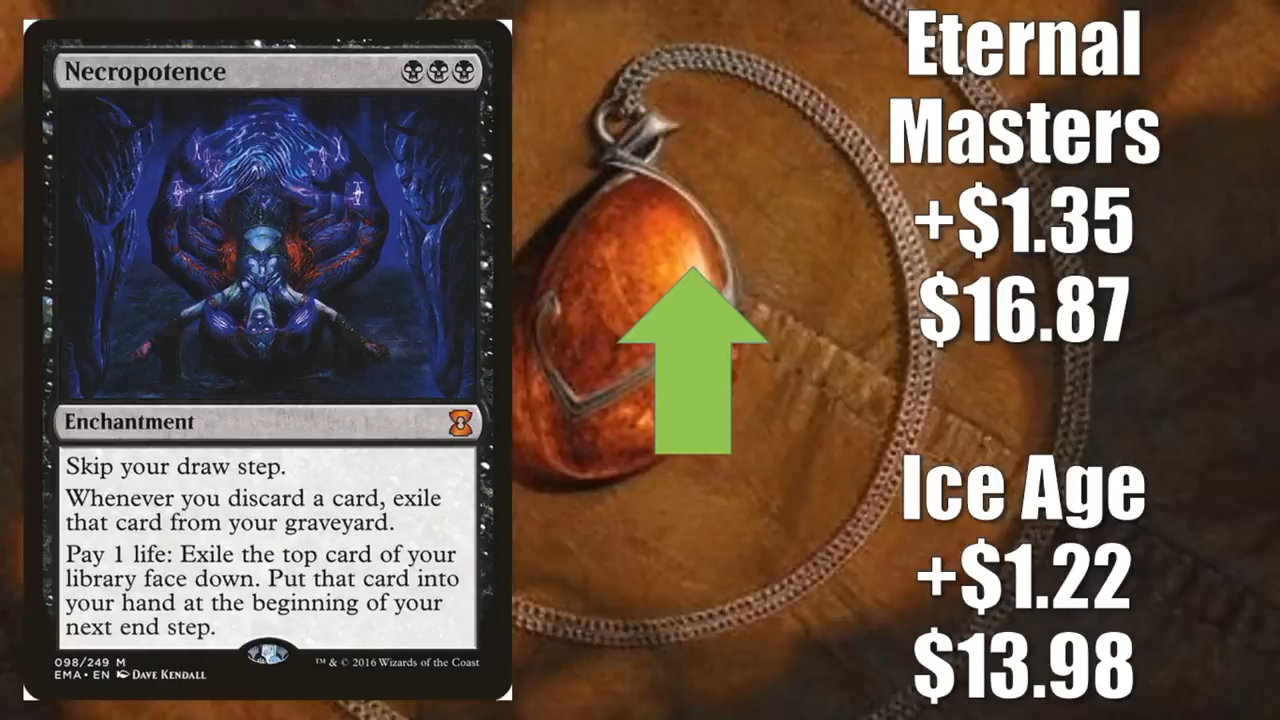 Necropotence
Enchantment
Skip your draw step.
Whenever you discard a card, exile
that card from your graveyard.
Pay 1 life: Exile the top card of your
library face down. Put that card into
your hand at the beginning of your
next end step.
098/249 M
EMA • EN DAVE KENDALL
™ & © 2016 Wizards of the Coast
Eternal
Masters
+$1.35
$16.87
Ice Age
+$1.22
$13.98